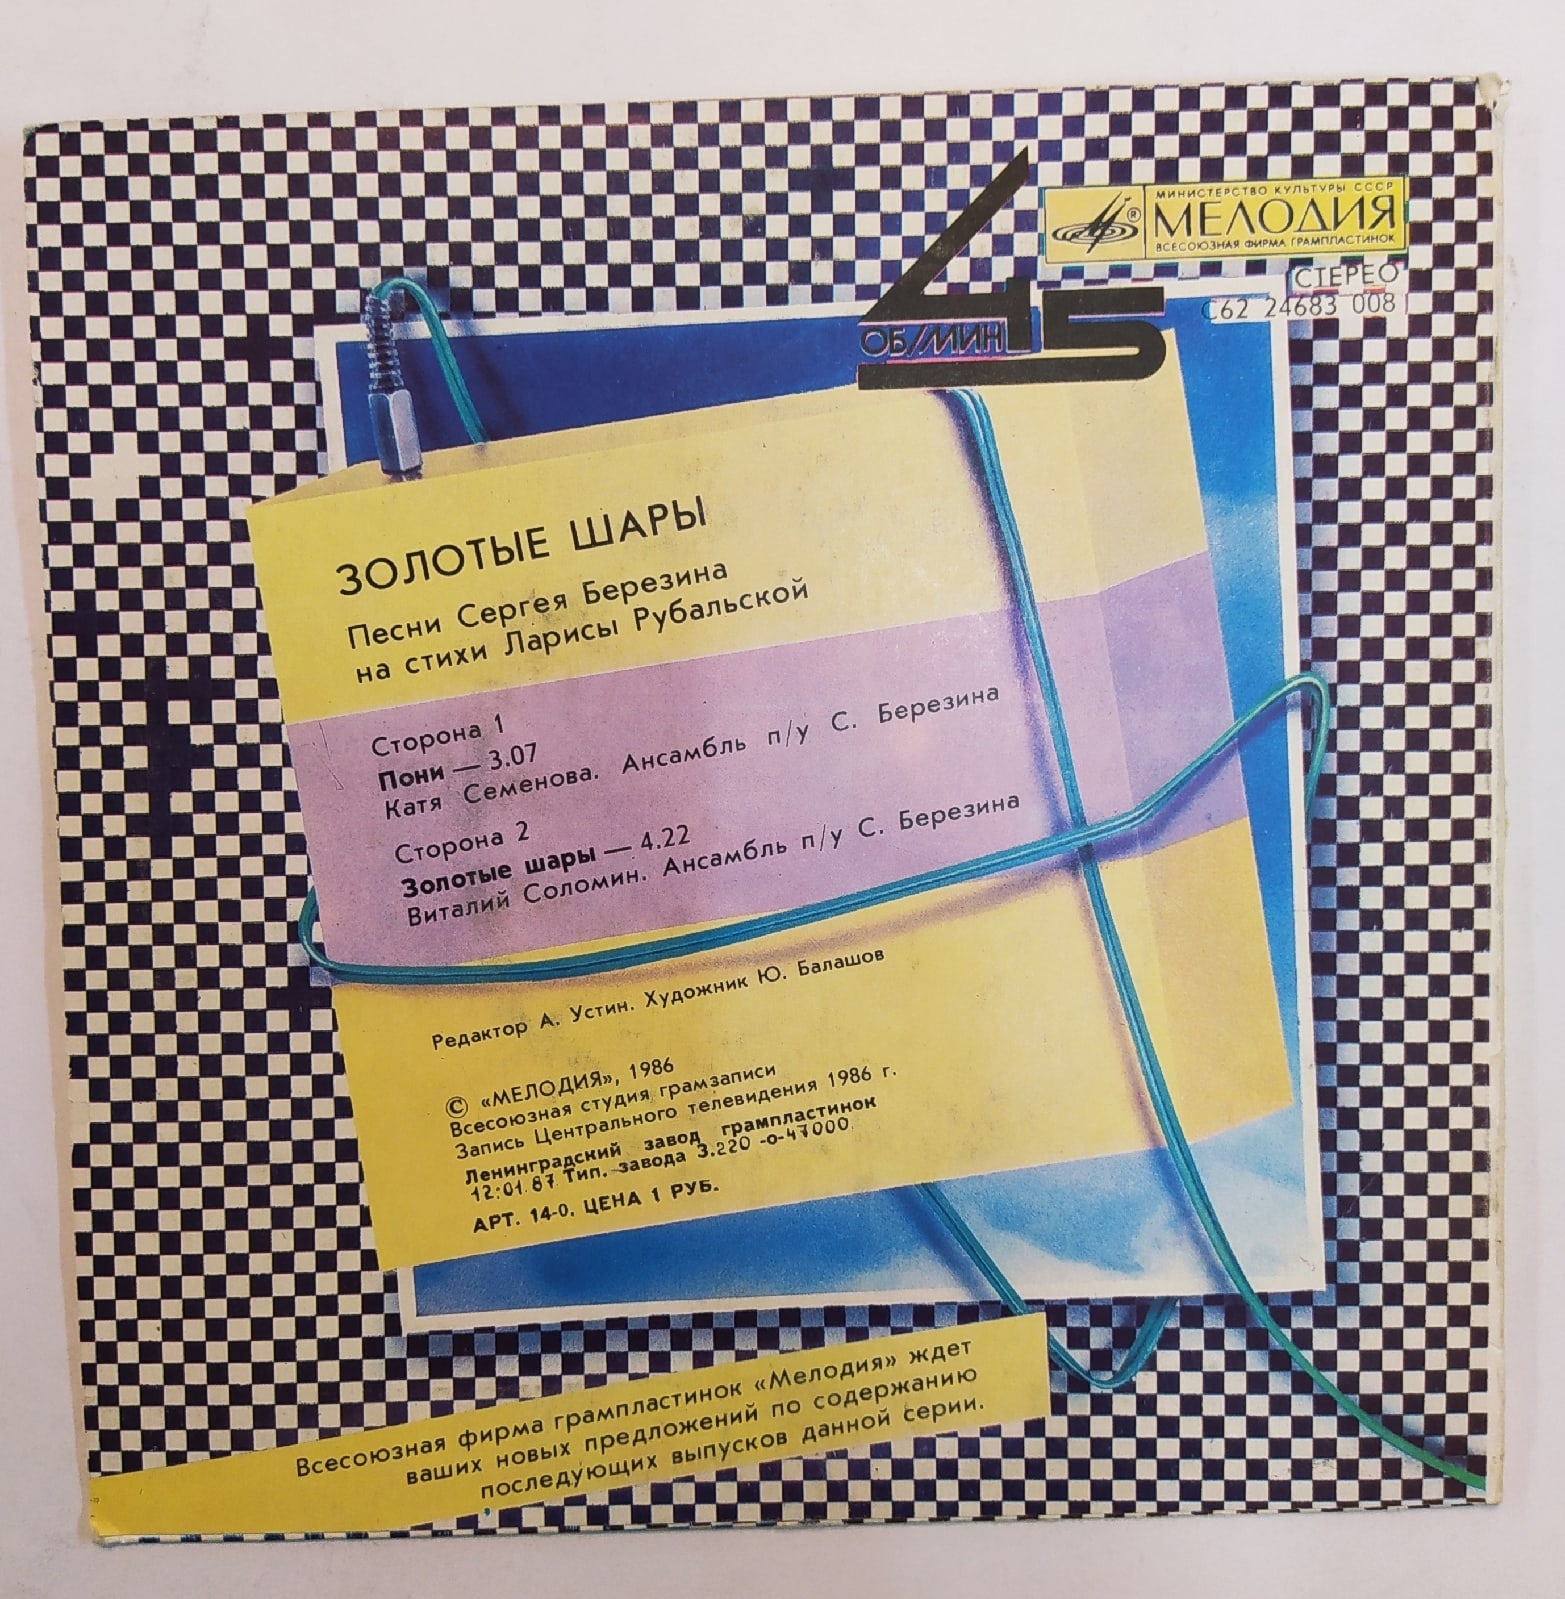 МИНИСТЕРСТВО КУЛЬТУРЫ СССР
МЕЛОДИЯ
ВСЕСОЮЗНАЯ ФИРМА ГРАМПЛАСТИНОК
®
СТЕРЕО
С62 24683 008
45
ОБ/МИН
ЗОЛОТЫЕ ШАРЫ
Песни Сергея Березина
на стихи Ларисы Рубальской
Сторона 1
Пони — 3.07
Катя Семенова. Ансамбль п/у С. Березина
Сторона 2
Золотые шары — 4.22
Виталий Соломин. Ансамбль п/у С. Березина
Редактор А. Устин. Художник Ю. Балашов
© «МЕЛОДИЯ», 1986
Всесоюзная студия грамзаписи
Запись Центрального телевидения 1986 г.
Ленинградский завод грампластинок
12.01.87 Тип. завода З.220-о-47000.
АРТ. 14-0. ЦЕНА 1 РУБ.
Всесоюзная фирма грампластинок «Мелодия» ждет
ваших новых предложений по содержанию
последующих выпусков данной серии.